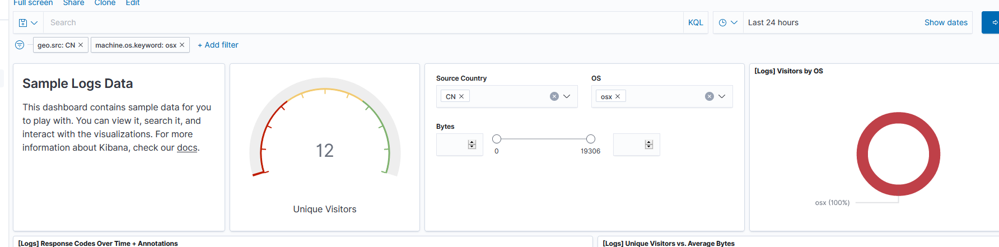 Full screen Share Clone Edit
Search KQL Last 24 hours Show dates
geo.src: CN machine.os.keyword: osx + Add filter
Sample Logs Data
This dashboard contains sample data for you
to play with. You can view it, search it, and
interact with the visualizations. For more
information about Kibana, check our docs.
12
Unique Visitors
Source Country OS
CN osx
Bytes
0 19306
[Logs] Visitors by OS
osx (100%)
[Logs] Response Codes Over Time + Annotations
[Logs] Unique Visitors vs. Average Bytes